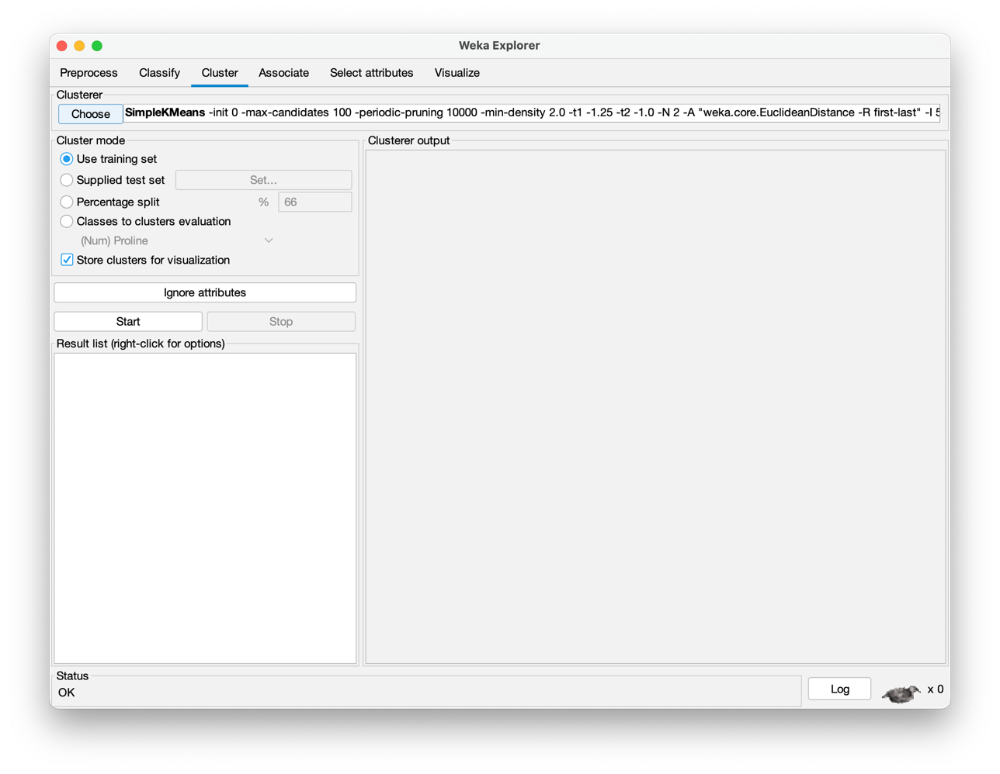 Weka Explorer
Preprocess Classify Cluster Associate Select attributes Visualize
Clusterer
Choose SimpleKMeans -init 0 -max-candidates 100 -periodic-pruning 10000 -min-density 2.0 -t1 -1.25 -t2 -1.0 -N 2 -A "weka.core.EuclideanDistance -R first-last" -I 5
Cluster mode
Use training set
Supplied test set Set...
Percentage split % 66
Classes to clusters evaluation
(Num) Proline
Store clusters for visualization
Ignore attributes
Start Stop
Result list (right-click for options)
Clusterer output
Status
OK
Log x 0